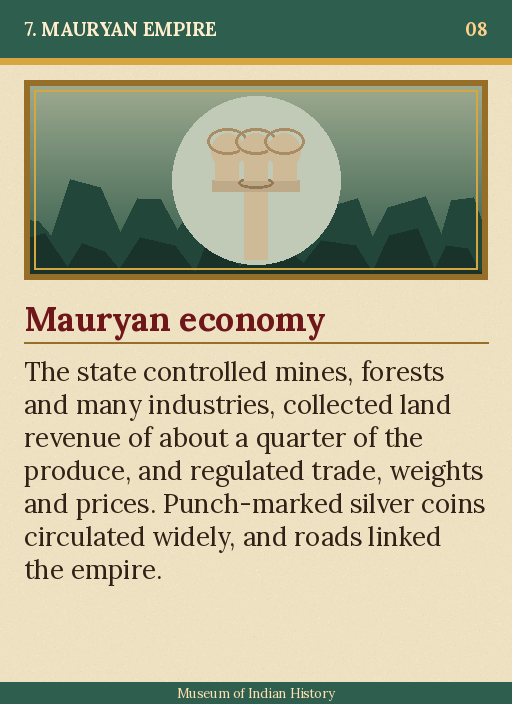 7. MAURYAN EMPIRE
08
Mauryan economy
The state controlled mines, forests
and many industries, collected land
revenue of about a quarter of the
produce, and regulated trade, weights
and prices. Punch-marked silver coins
circulated widely, and roads linked
the empire.
Museum of Indian History